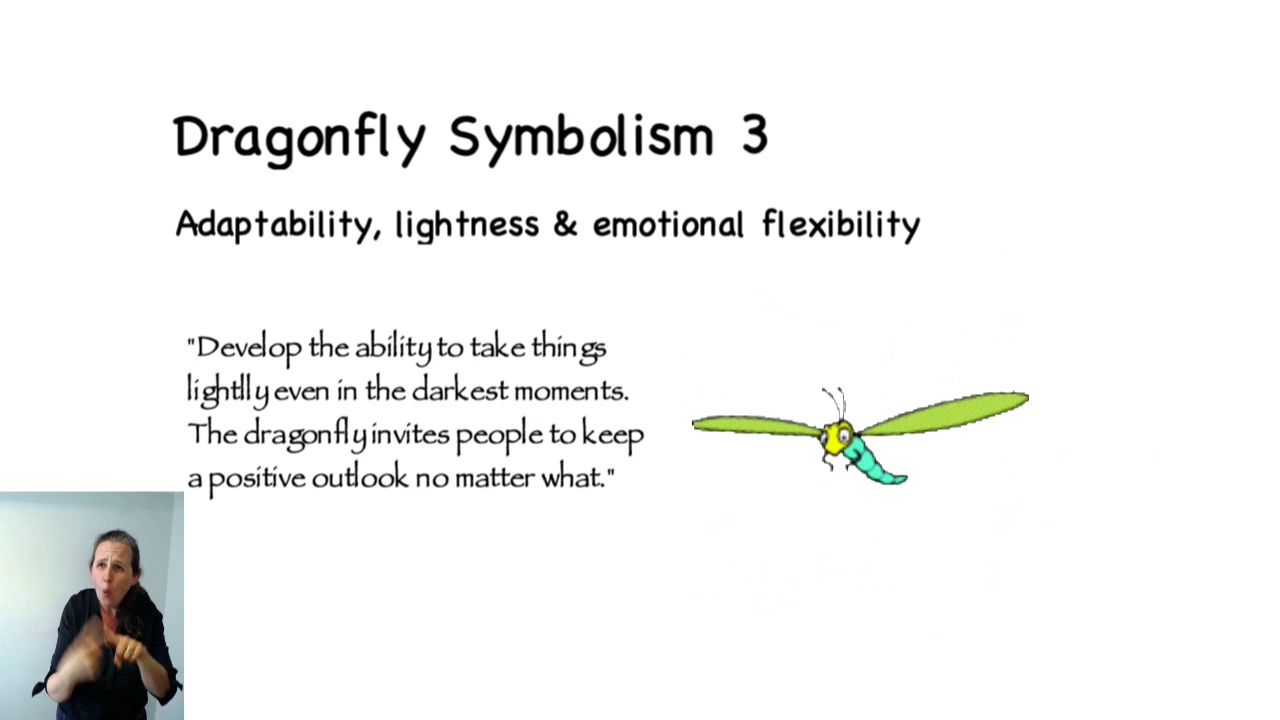 Dragonfly Symbolism 3
Adaptability, lightness & emotional flexibility
"Develop the ability to take things
lightlly even in the darkest moments.
The dragonfly invites people to keep
a positive outlook no matter what."